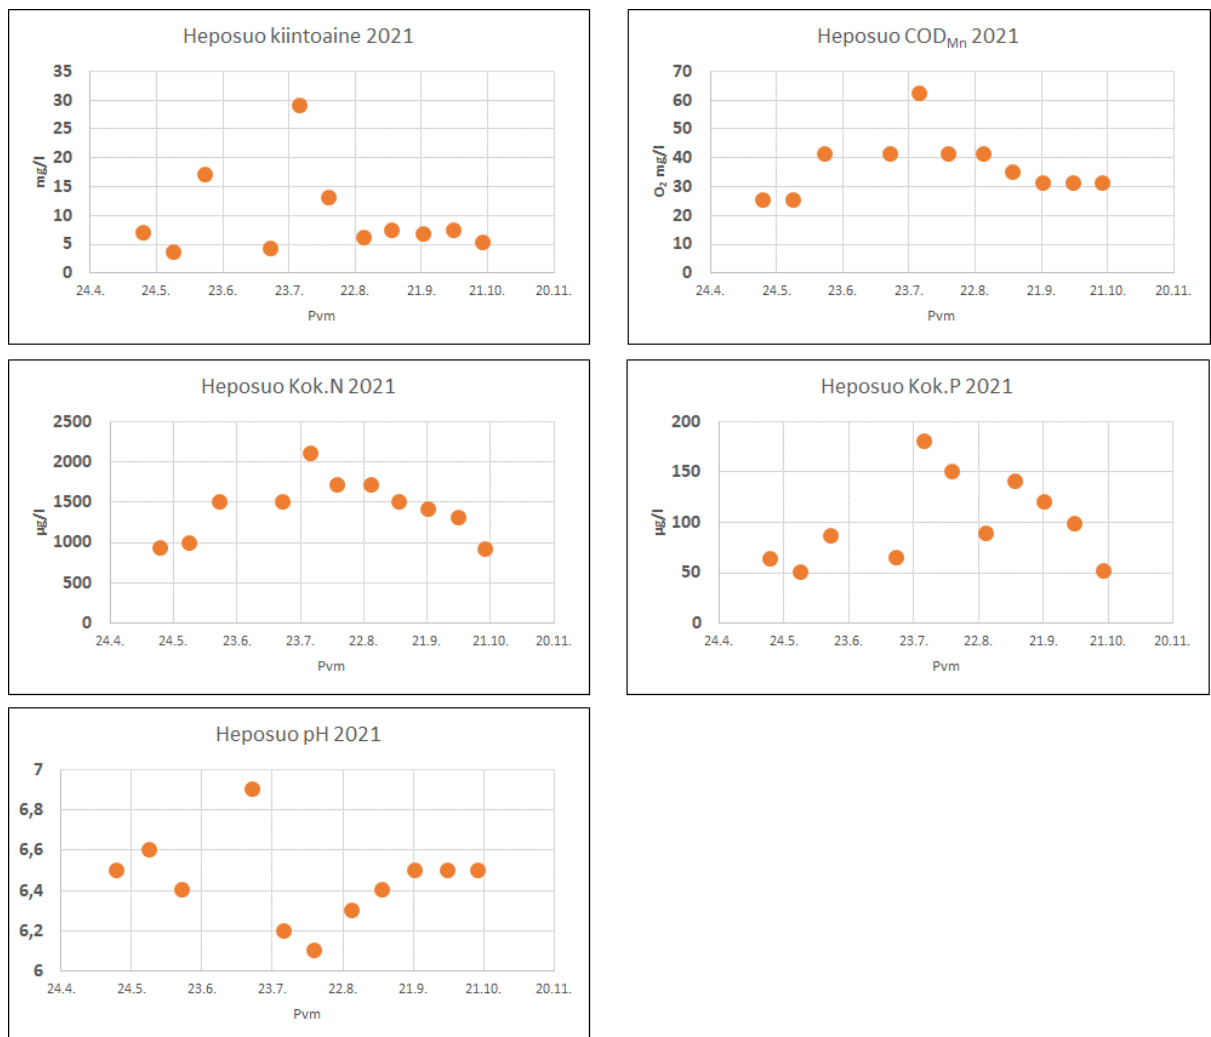 Heposuo kiintoaine 2021
35
30
25
20
15
10
5
0
mg/l
24.4. 24.5. 23.6. 23.7. 22.8. 21.9. 21.10. 20.11.
Pvm
Heposuo COD_Mn 2021
70
60
50
40
30
20
10
0
O₂ mg/l
24.4. 24.5. 23.6. 23.7. 22.8. 21.9. 21.10. 20.11.
Pvm
Heposuo Kok.N 2021
2500
2000
1500
1000
500
0
µg/l
24.4. 24.5. 23.6. 23.7. 22.8. 21.9. 21.10. 20.11.
Pvm
Heposuo Kok.P 2021
200
150
100
50
0
µg/l
24.4. 24.5. 23.6. 23.7. 22.8. 21.9. 21.10. 20.11.
Pvm
Heposuo pH 2021
7
6,8
6,6
6,4
6,2
6
24.4. 24.5. 23.6. 23.7. 22.8. 21.9. 21.10. 20.11.
Pvm